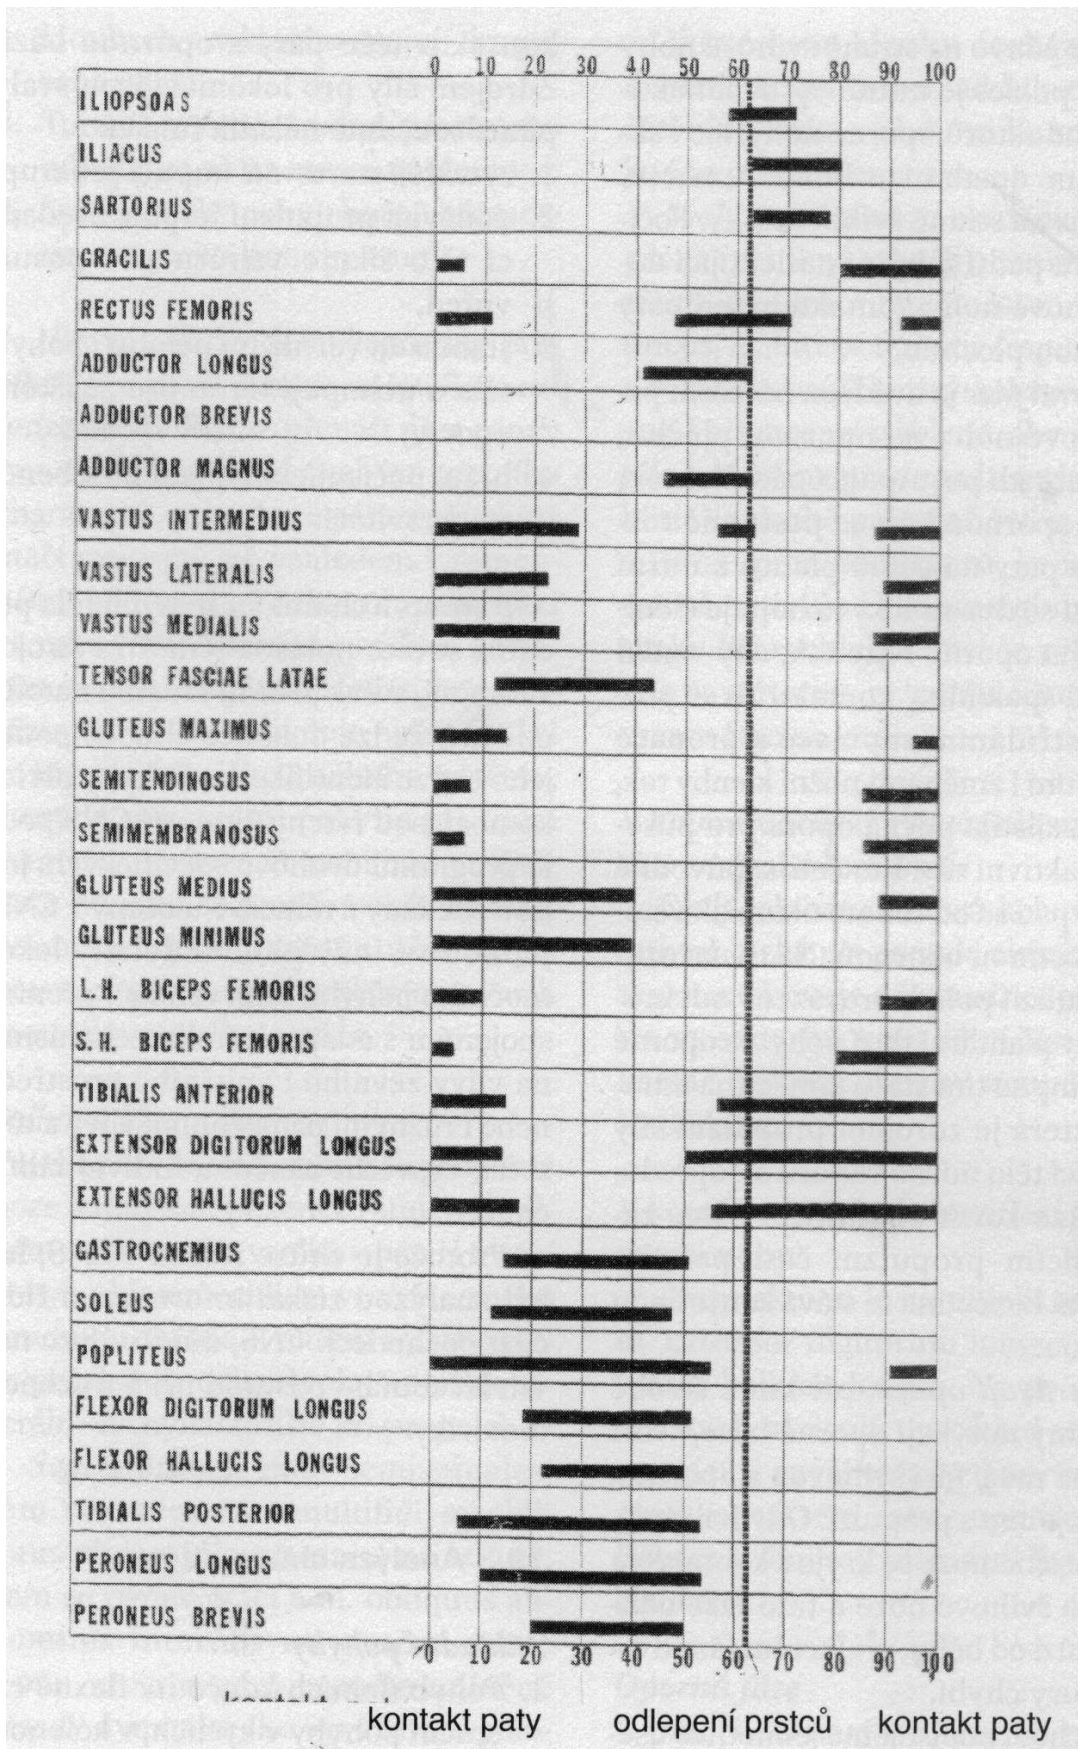 0 10 20 30 40 50 60 70 80 90 100
ILIOPSOAS
ILIACUS
SARTORIUS
GRACILIS
RECTUS FEMORIS
ADDUCTOR LONGUS
ADDUCTOR BREVIS
ADDUCTOR MAGNUS
VASTUS INTERMEDIUS
VASTUS LATERALIS
VASTUS MEDIALIS
TENSOR FASCIAE LATAE
GLUTEUS MAXIMUS
SEMITENDINOSUS
SEMIMEMBRANOSUS
GLUTEUS MEDIUS
GLUTEUS MINIMUS
L.H. BICEPS FEMORIS
S.H. BICEPS FEMORIS
TIBIALIS ANTERIOR
EXTENSOR DIGITORUM LONGUS
EXTENSOR HALLUCIS LONGUS
GASTROCNEMIUS
SOLEUS
POPLITEUS
FLEXOR DIGITORUM LONGUS
FLEXOR HALLUCIS LONGUS
TIBIALIS POSTERIOR
PERONEUS LONGUS
PERONEUS BREVIS
0 10 20 30 40 50 60 70 80 90 100
kontakt paty odlepení prstců kontakt paty